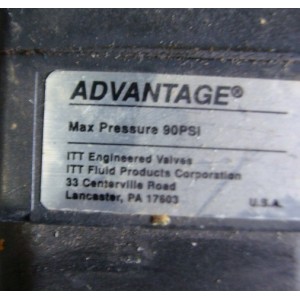 ADVANTAGE®
Max Pressure 90PSI
ITT Engineered Valves
ITT Fluid Products Corporation
33 Centerville Road
Lancaster, PA 17603
U.S.A.